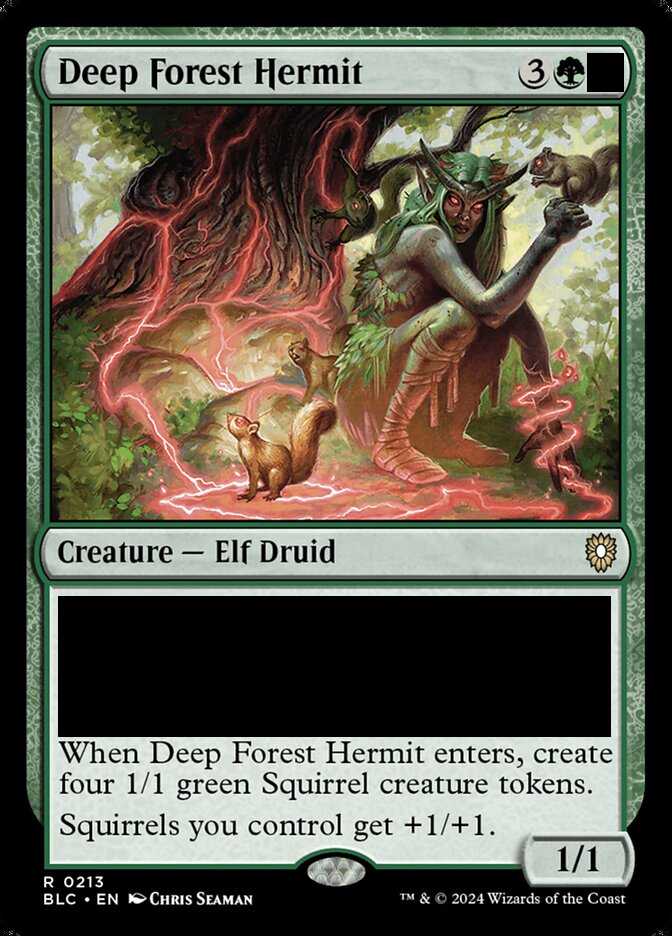 Deep Forest Hermit 3
Creature — Elf Druid
When Deep Forest Hermit enters, create
four 1/1 green Squirrel creature tokens.
Squirrels you control get +1/+1.
1/1
R 0213
BLC • EN Chris Seaman
™ & © 2024 Wizards of the Coast